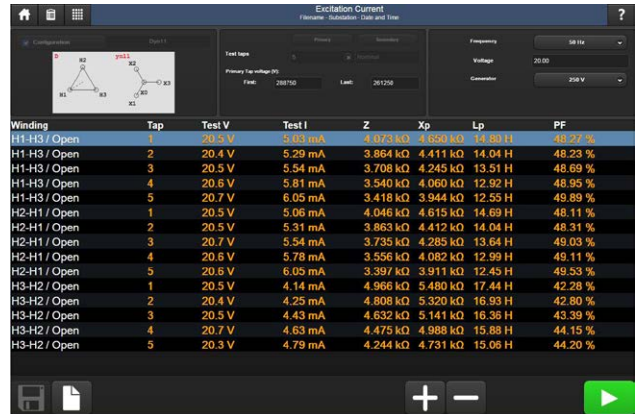 Excitation Current
Filename - Substation - Date and Time
?
Configuration
Dyn11
D
H2
H1
H3
yn11
X2
X3
X0
X1
Primary
Secondary
Test taps
5
Primary Tap voltage (V):
First:
288750
Last:
261250
Frequency
50 Hz
Voltage
20.00
Generator
250 V
Winding Tap Test V Test I Z Xp Lp PF
H1-H3 / Open 1 20.5 V 5.03 mA 4.073 kΩ 4.650 kΩ 14.80 H 48.27 %
H1-H3 / Open 2 20.4 V 5.29 mA 3.864 kΩ 4.411 kΩ 14.04 H 48.23 %
H1-H3 / Open 3 20.5 V 5.54 mA 3.708 kΩ 4.245 kΩ 13.51 H 48.69 %
H1-H3 / Open 4 20.6 V 5.81 mA 3.540 kΩ 4.060 kΩ 12.92 H 48.95 %
H1-H3 / Open 5 20.7 V 6.05 mA 3.418 kΩ 3.944 kΩ 12.55 H 49.89 %
H2-H1 / Open 1 20.5 V 5.06 mA 4.046 kΩ 4.615 kΩ 14.69 H 48.11 %
H2-H1 / Open 2 20.5 V 5.31 mA 3.863 kΩ 4.412 kΩ 14.04 H 48.31 %
H2-H1 / Open 3 20.7 V 5.54 mA 3.735 kΩ 4.285 kΩ 13.64 H 49.03 %
H2-H1 / Open 4 20.6 V 5.78 mA 3.556 kΩ 4.082 kΩ 12.99 H 49.11 %
H2-H1 / Open 5 20.6 V 6.05 mA 3.397 kΩ 3.911 kΩ 12.45 H 49.53 %
H3-H2 / Open 1 20.5 V 4.14 mA 4.966 kΩ 5.480 kΩ 17.44 H 42.28 %
H3-H2 / Open 2 20.4 V 4.25 mA 4.808 kΩ 5.320 kΩ 16.93 H 42.80 %
H3-H2 / Open 3 20.5 V 4.43 mA 4.632 kΩ 5.141 kΩ 16.36 H 43.39 %
H3-H2 / Open 4 20.7 V 4.63 mA 4.475 kΩ 4.988 kΩ 15.88 H 44.15 %
H3-H2 / Open 5 20.3 V 4.79 mA 4.244 kΩ 4.731 kΩ 15.06 H 44.20 %